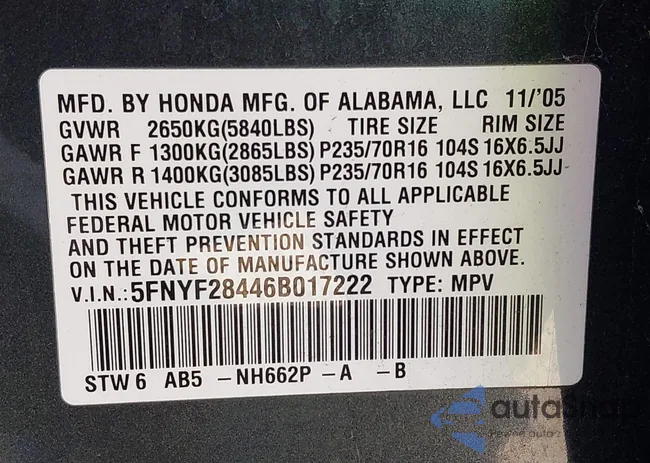 MFD. BY HONDA MFG. OF ALABAMA, LLC 11/'05
GVWR 2650KG(5840LBS) TIRE SIZE RIM SIZE
GAWR F 1300KG(2865LBS) P235/70R16 104S 16X6.5JJ
GAWR R 1400KG(3085LBS) P235/70R16 104S 16X6.5JJ
THIS VEHICLE CONFORMS TO ALL APPLICABLE
FEDERAL MOTOR VEHICLE SAFETY
AND THEFT PREVENTION STANDARDS IN EFFECT
ON THE DATE OF MANUFACTURE SHOWN ABOVE.
V.I.N.:5FNYF28446B017222 TYPE: MPV
STW 6 AB5 -NH662P -A -B